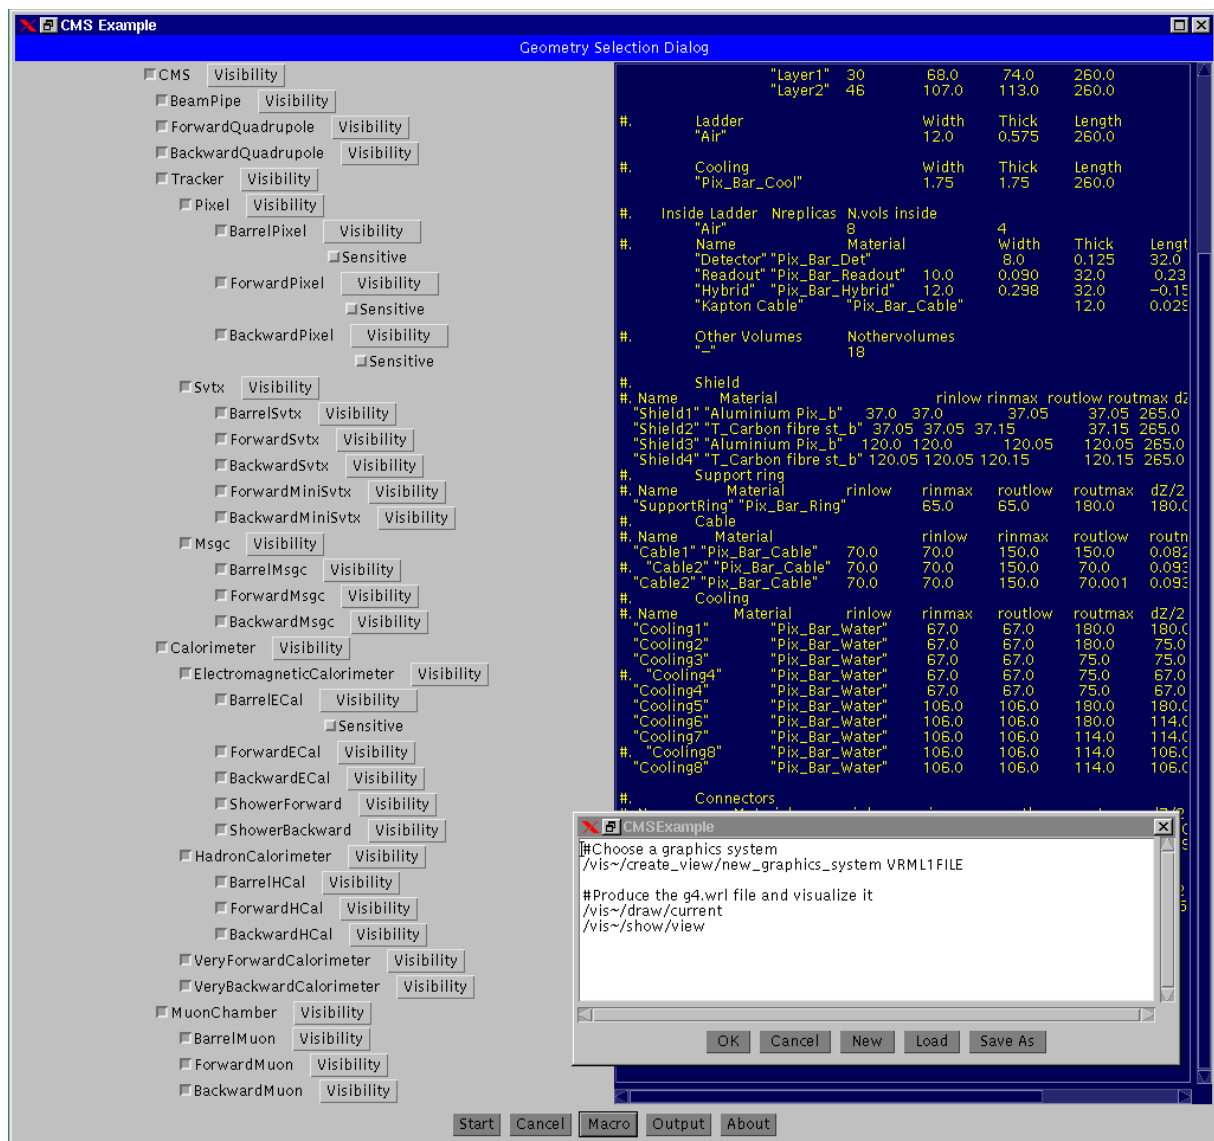 CMS Example
Geometry Selection Dialog
CMS Visibility
BeamPipe Visibility
ForwardQuadrupole Visibility
BackwardQuadrupole Visibility
Tracker Visibility
Pixel Visibility
BarrelPixel Visibility
Sensitive
ForwardPixel Visibility
Sensitive
BackwardPixel Visibility
Sensitive
Svtx Visibility
BarrelSvtx Visibility
ForwardSvtx Visibility
BackwardSvtx Visibility
ForwardMiniSvtx Visibility
BackwardMiniSvtx Visibility
Msgc Visibility
BarrelMsgc Visibility
ForwardMsgc Visibility
BackwardMsgc Visibility
Calorimeter Visibility
ElectromagneticCalorimeter Visibility
BarrelECal Visibility
Sensitive
ForwardECal Visibility
BackwardECal Visibility
ShowerForward Visibility
ShowerBackward Visibility
HadronCalorimeter Visibility
BarrelHCal Visibility
ForwardHCal Visibility
BackwardHCal Visibility
VeryForwardCalorimeter Visibility
VeryBackwardCalorimeter Visibility
MuonChamber Visibility
BarrelMuon Visibility
ForwardMuon Visibility
BackwardMuon Visibility
"Layer1" 30 68.0 74.0 260.0
"Layer2" 46 107.0 113.0 260.0
#. Ladder Width Thick Length
"Air" 12.0 0.575 260.0
#. Cooling Width Thick Length
"Pix_Bar_Cool" 1.75 1.75 260.0
#. Inside Ladder Nreplicas N.vols inside
"Air" 8 4
#. Name Material Width Thick Lengt
"Detector" "Pix_Bar_Det" 8.0 0.125 32.0
"Readout" "Pix_Bar_Readout" 10.0 0.090 32.0 0.23
"Hybrid" "Pix_Bar_Hybrid" 12.0 0.298 32.0 -0.15
"Kapton Cable" "Pix_Bar_Cable" 12.0 0.029
#. Other Volumes Nothervolumes
"-" 18
#. Shield
#. Name Material rinlow rinmax routlow routmax dZ
"Shield1" "Aluminium Pix_b" 37.0 37.0 37.05 37.05 265.0
"Shield2" "T_Carbon fibre st_b" 37.05 37.05 37.15 37.15 265.0
"Shield3" "Aluminium Pix_b" 120.0 120.0 120.05 120.05 265.0
"Shield4" "T_Carbon fibre st_b" 120.05 120.05 120.15 120.15 265.0
#. Support ring
#. Name Material rinlow rinmax routlow routmax dZ/2
"SupportRing" "Pix_Bar_Ring" 65.0 65.0 180.0 180.0
#. Cable
#. Name Material rinlow rinmax routlow routn
"Cable1" "Pix_Bar_Cable" 70.0 70.0 150.0 150.0 0.082
#. "Cable2" "Pix_Bar_Cable" 70.0 70.0 150.0 70.0 0.093
"Cable2" "Pix_Bar_Cable" 70.0 70.0 150.0 70.001 0.093
#. Cooling
#. Name Material rinlow rinmax routlow routmax dZ/2
"Cooling1" "Pix_Bar_Water" 67.0 67.0 180.0 180.0
"Cooling2" "Pix_Bar_Water" 67.0 67.0 180.0 75.0
"Cooling3" "Pix_Bar_Water" 67.0 67.0 75.0 75.0
#. "Cooling4" "Pix_Bar_Water" 67.0 67.0 75.0 67.0
"Cooling4" "Pix_Bar_Water" 67.0 67.0 75.0 67.0
"Cooling5" "Pix_Bar_Water" 106.0 106.0 180.0 180.0
"Cooling6" "Pix_Bar_Water" 106.0 106.0 180.0 114.0
"Cooling7" "Pix_Bar_Water" 106.0 106.0 114.0 114.0
#. "Cooling8" "Pix_Bar_Water" 106.0 106.0 114.0 106.0
"Cooling8" "Pix_Bar_Water" 106.0 106.0 114.0 106.0
#. Connectors
CMSExample
#Choose a graphics system
/vis~/create_view/new_graphics_system VRML1FILE
#Produce the g4.wrl file and visualize it
/vis~/draw/current
/vis~/show/view
OK Cancel New Load Save As
Start Cancel Macro Output About